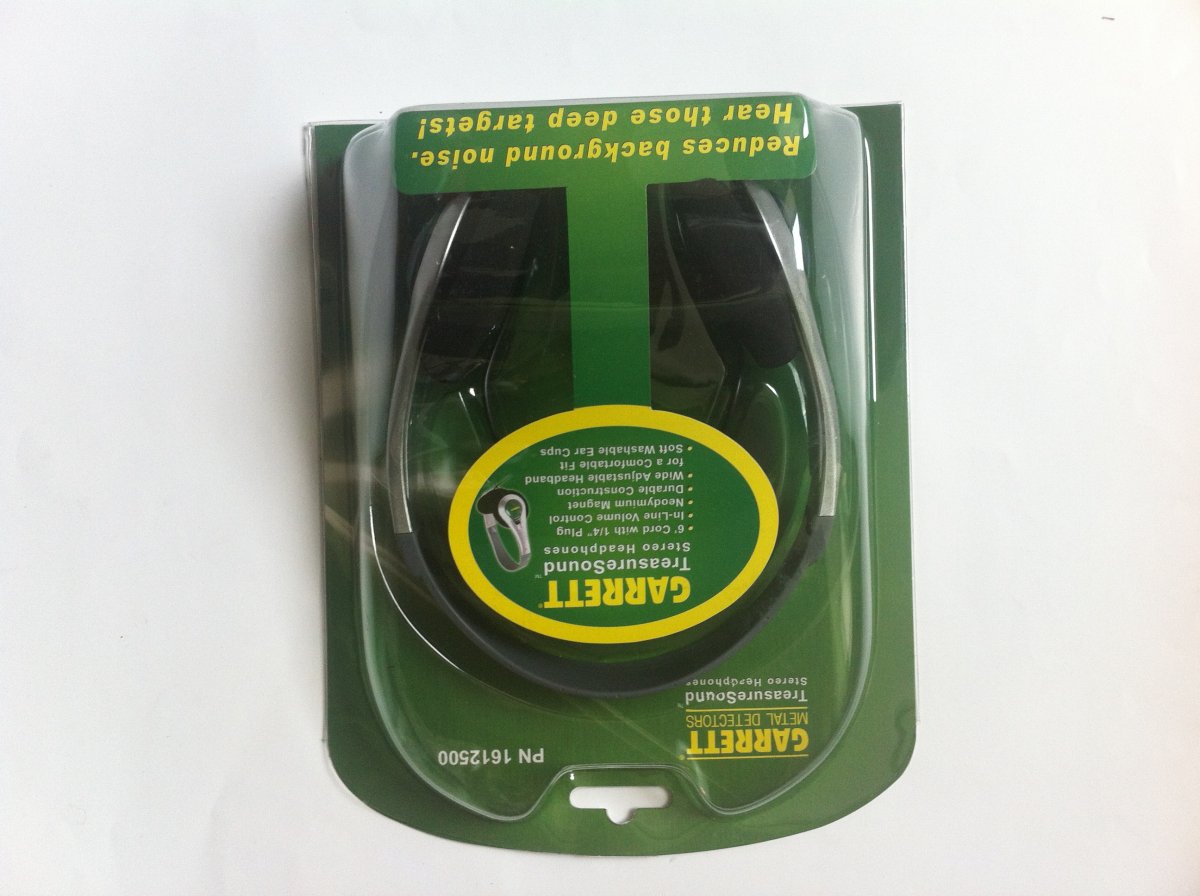 PN 1612500
GARRETT®
METAL DETECTORS
TreasureSound™
Stereo Headphones
GARRETT®
TreasureSound™
Stereo Headphones
• 6' Cord with 1/4" Plug
• In-Line Volume Control
• Neodymium Magnet
• Durable Construction
• Wide Adjustable Headband
for a Comfortable Fit
• Soft Washable Ear Cups
Reduces background noise.
Hear those deep targets!